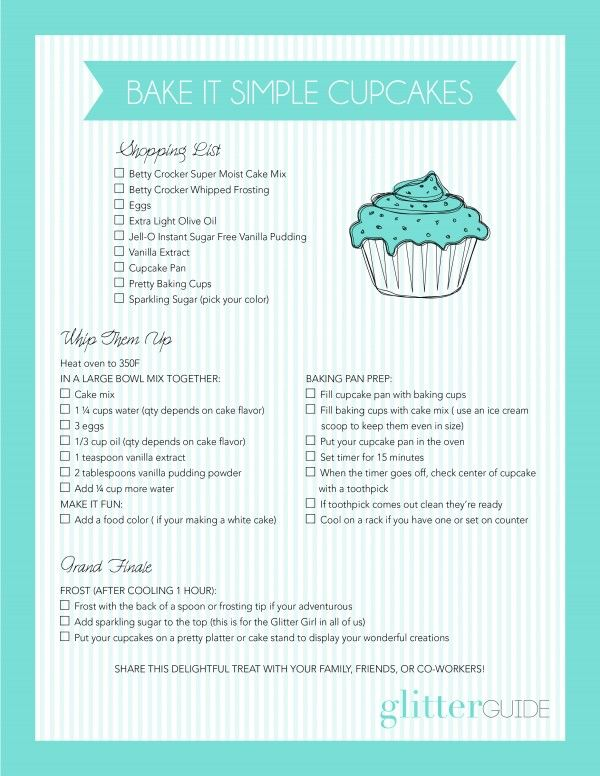 BAKE IT SIMPLE CUPCAKES
Shopping List
Betty Crocker Super Moist Cake Mix
Betty Crocker Whipped Frosting
Eggs
Extra Light Olive Oil
Jell-O Instant Sugar Free Vanilla Pudding
Vanilla Extract
Cupcake Pan
Pretty Baking Cups
Sparkling Sugar (pick your color)
Whip Them Up
Heat oven to 350F
IN A LARGE BOWL MIX TOGETHER:
Cake mix
1 ¼ cups water (qty depends on cake flavor)
3 eggs
1/3 cup oil (qty depends on cake flavor)
1 teaspoon vanilla extract
2 tablespoons vanilla pudding powder
Add ¼ cup more water
MAKE IT FUN:
Add a food color ( if your making a white cake)
BAKING PAN PREP:
Fill cupcake pan with baking cups
Fill baking cups with cake mix ( use an ice cream
scoop to keep them even in size)
Put your cupcake pan in the oven
Set timer for 15 minutes
When the timer goes off, check center of cupcake
with a toothpick
If toothpick comes out clean they're ready
Cool on a rack if you have one or set on counter
Grand Finale
FROST (AFTER COOLING 1 HOUR):
Frost with the back of a spoon or frosting tip if your adventurous
Add sparkling sugar to the top (this is for the Glitter Girl in all of us)
Put your cupcakes on a pretty platter or cake stand to display your wonderful creations
SHARE THIS DELIGHTFUL TREAT WITH YOUR FAMILY, FRIENDS, OR CO-WORKERS!
glitterGUIDE